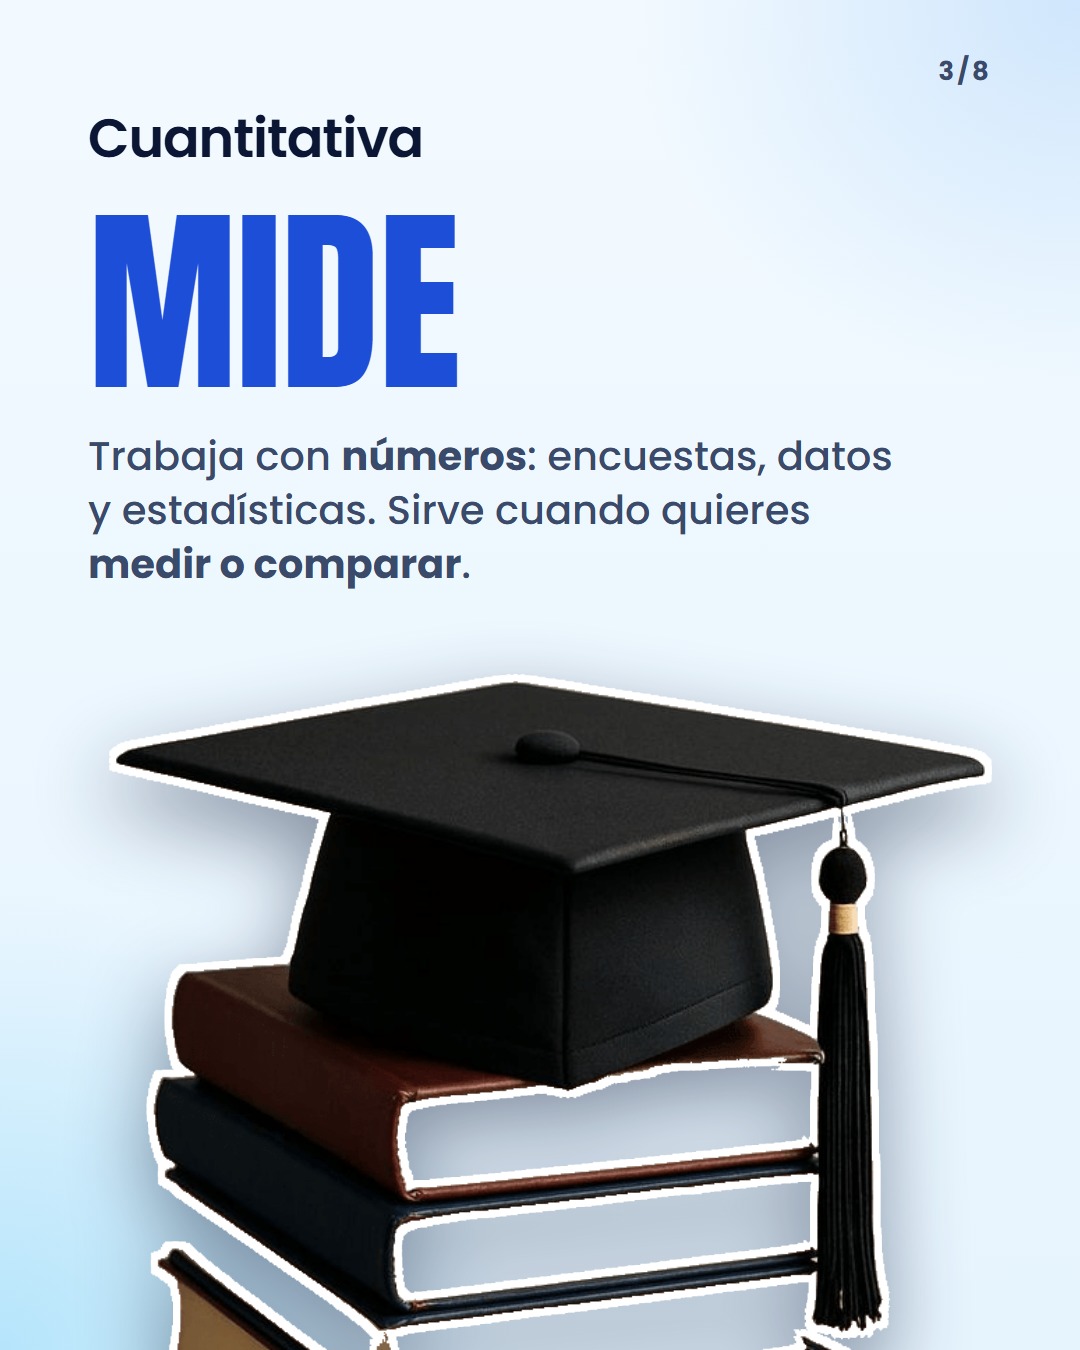 3/8
Cuantitativa
MIDE
Trabaja con números: encuestas, datos
y estadísticas. Sirve cuando quieres
medir o comparar.